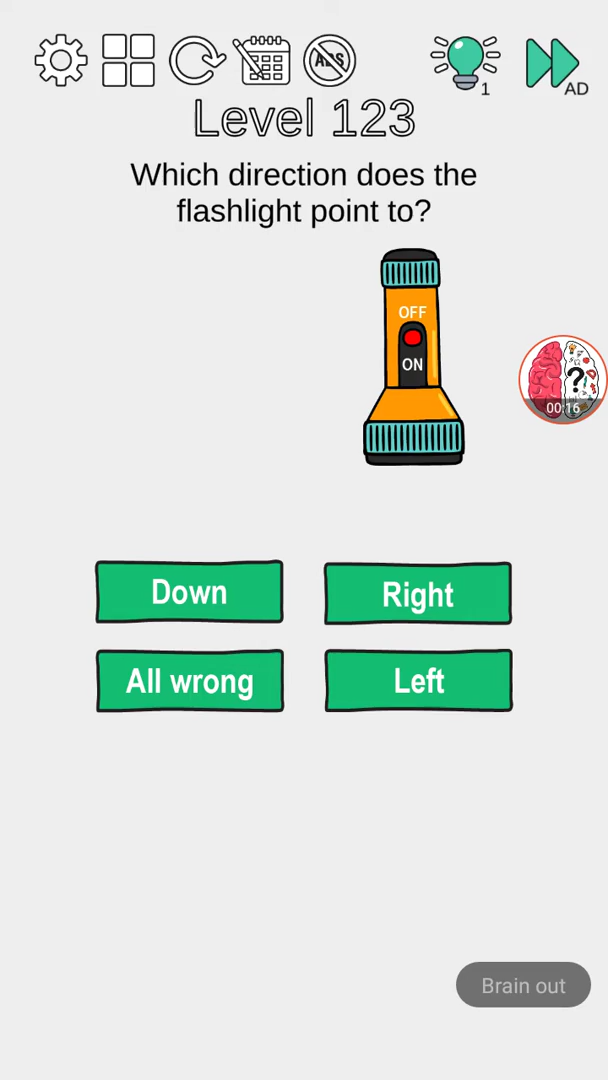 1
AD
Level 123
Which direction does the
flashlight point to?
OFF
ON
?
00:16
Down
Right
All wrong
Left
Brain out